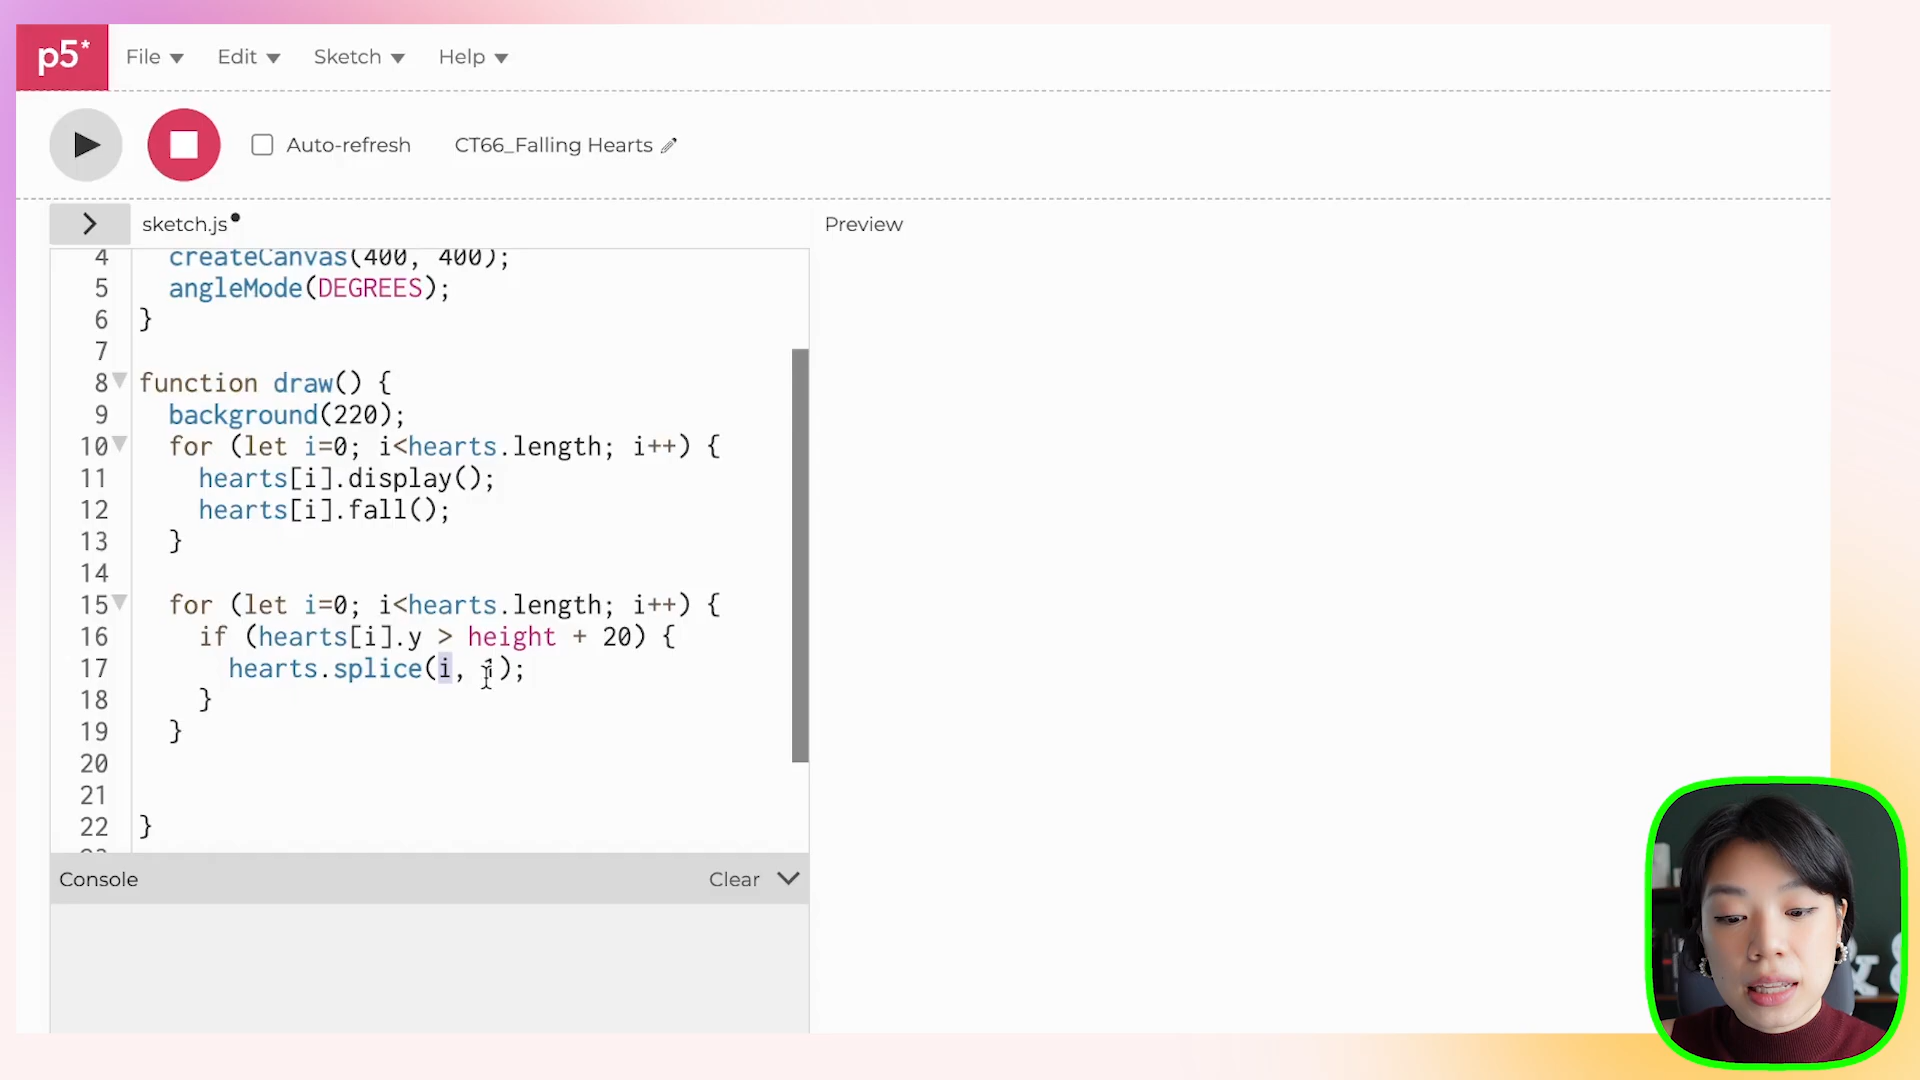 p5* File Edit Sketch Help
Auto-refresh CT66_Falling Hearts
sketch.js Preview
4 createCanvas(400, 400);
5 angleMode(DEGREES);
6 }
7
8 function draw() {
9 background(220);
10 for (let i=0; i<hearts.length; i++) {
11 hearts[i].display();
12 hearts[i].fall();
13 }
14
15 for (let i=0; i<hearts.length; i++) {
16 if (hearts[i].y > height + 20) {
17 hearts.splice(i, );
18 }
19 }
20
21
22 }
Console Clear
&